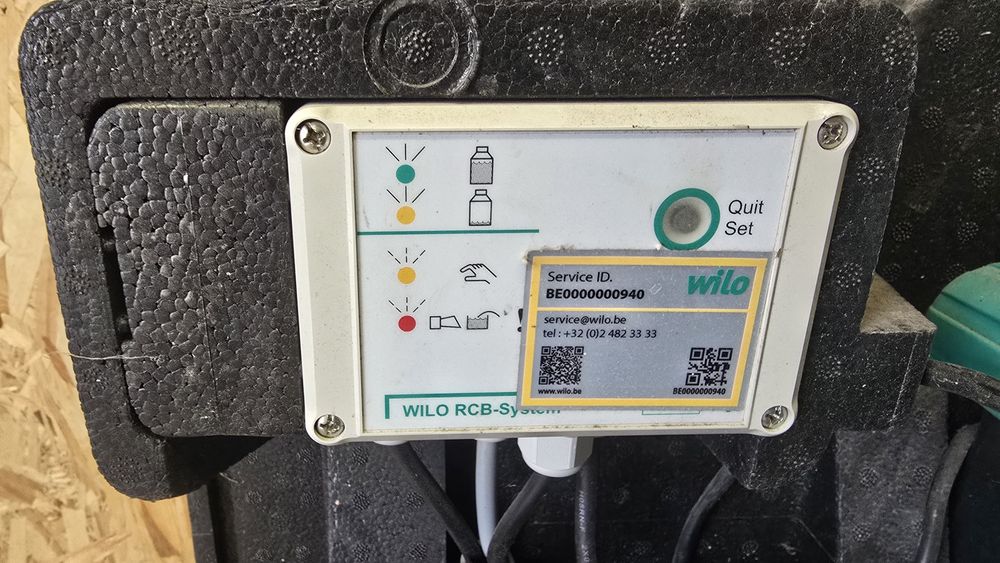 Quit
Set
Service ID.
wilo
BE0000000940
service@wilo.be
tel : +32 (0)2 482 33 33
www.wilo.be
BE0000000940
WILO RCB-System